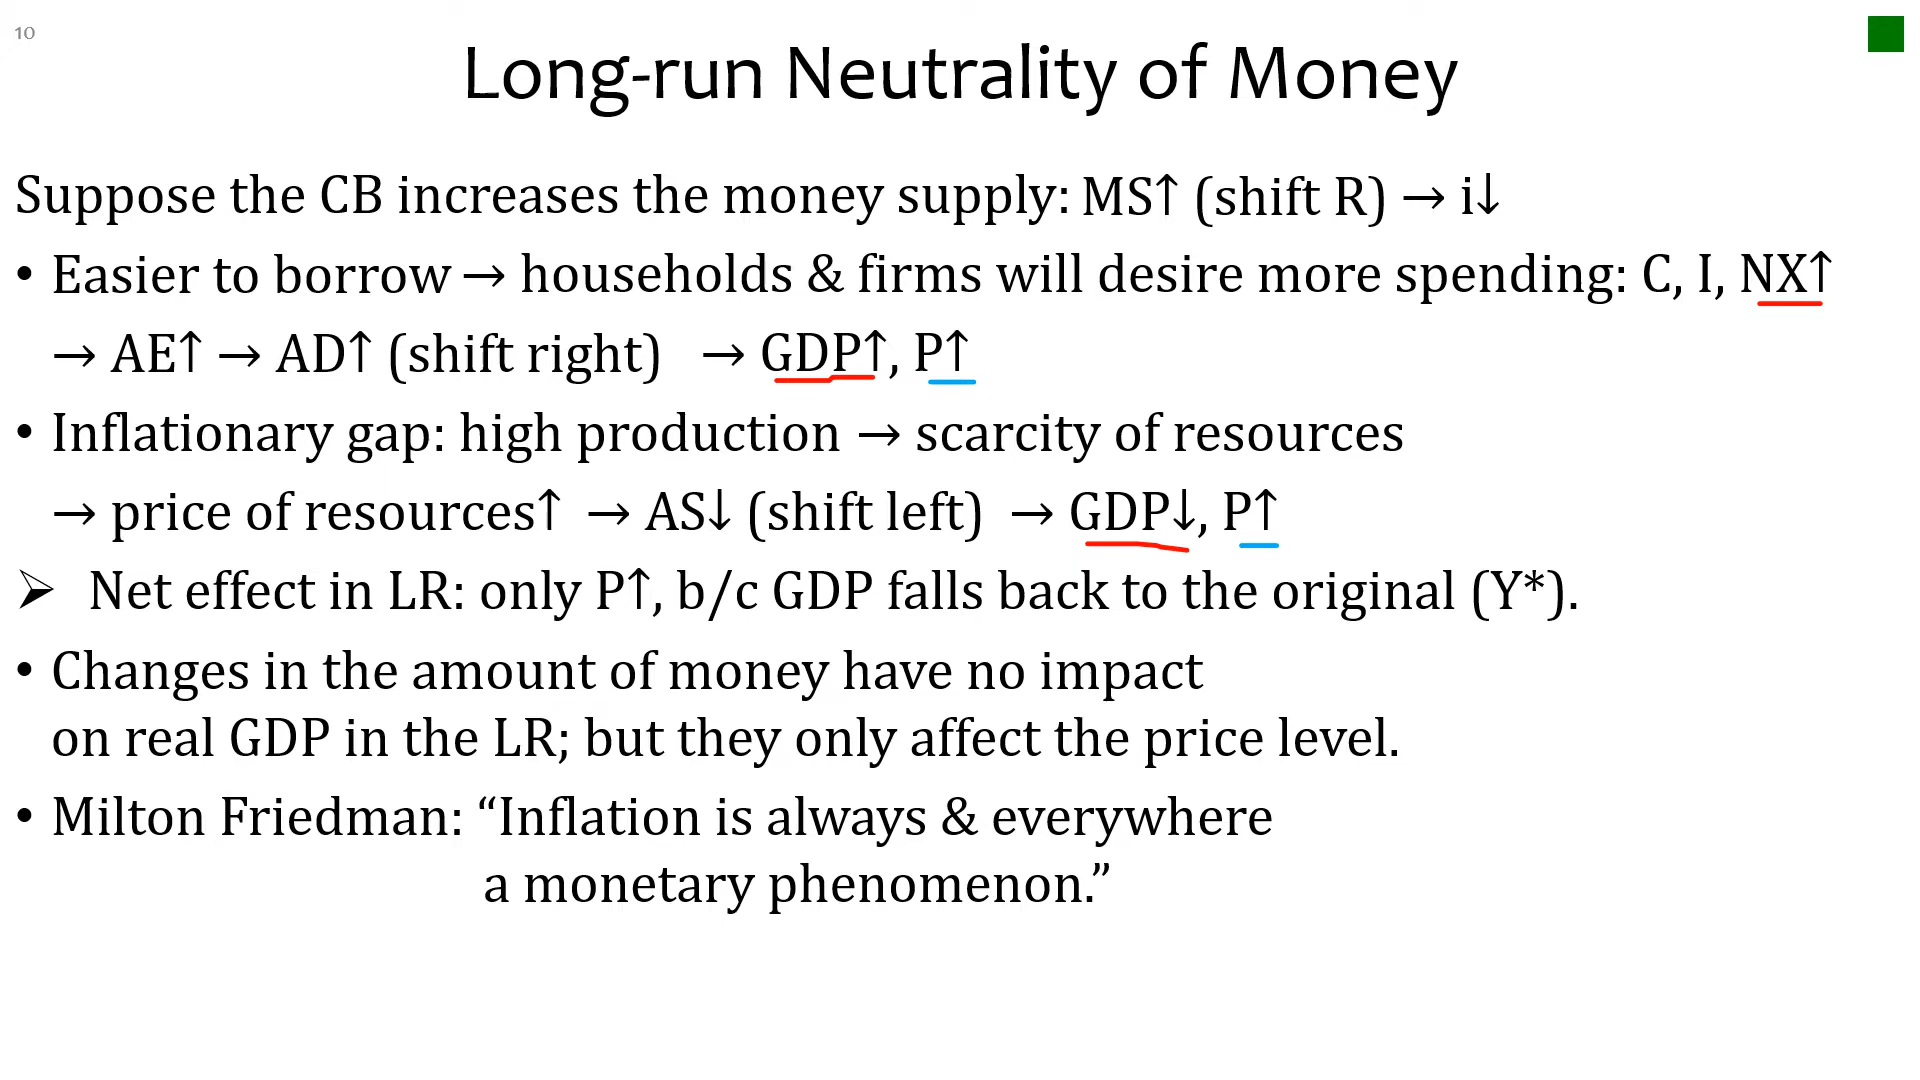 10
Long-run Neutrality of Money
Suppose the CB increases the money supply: MS↑ (shift R) → i↓
• Easier to borrow → households & firms will desire more spending: C, I, NX↑
→ AE↑ → AD↑ (shift right) → GDP↑, P↑
• Inflationary gap: high production → scarcity of resources
→ price of resources↑ → AS↓ (shift left) → GDP↓, P↑
➢ Net effect in LR: only P↑, b/c GDP falls back to the original (Y*).
• Changes in the amount of money have no impact
on real GDP in the LR; but they only affect the price level.
• Milton Friedman: “Inflation is always & everywhere
a monetary phenomenon.”